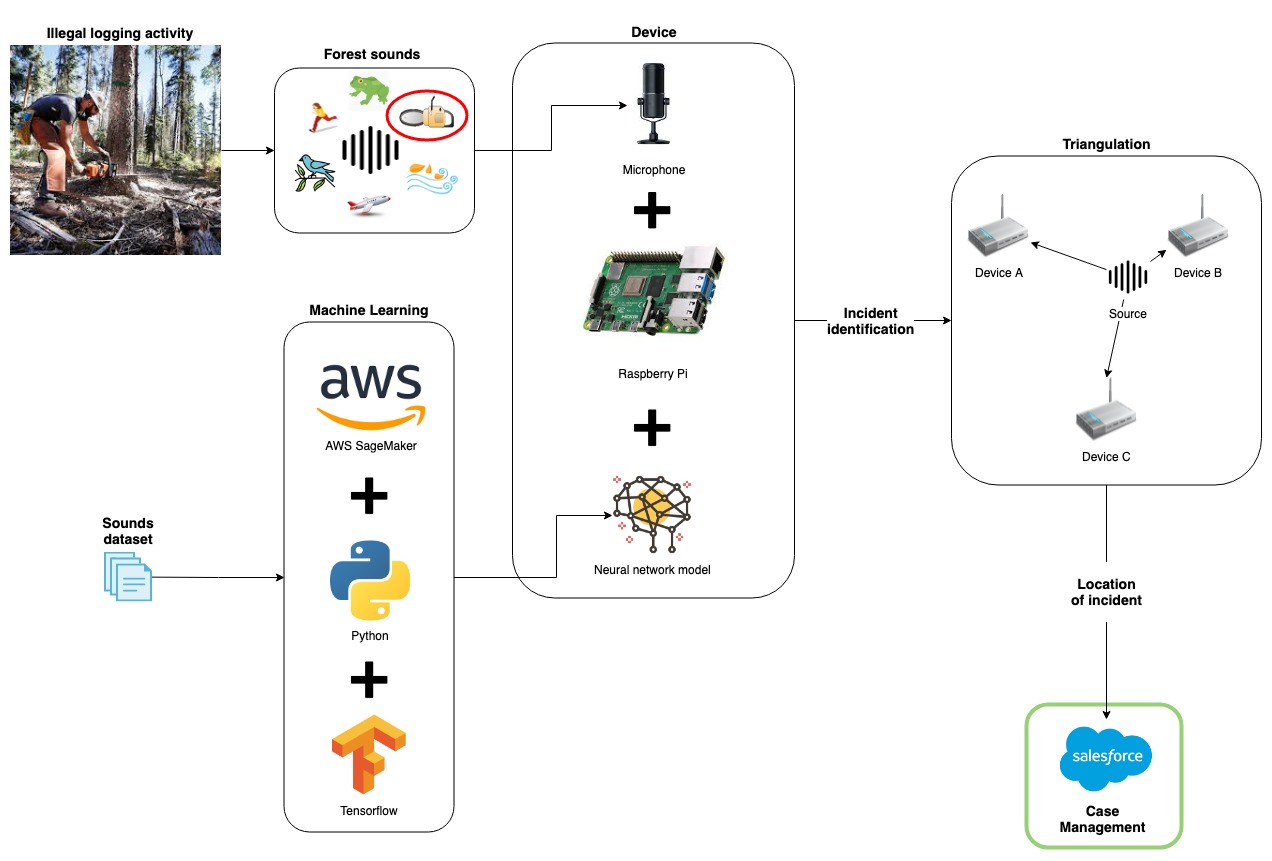 Illegal logging activity
Forest sounds
Device
Microphone
Raspberry Pi
Neural network model
Machine Learning
aws
AWS SageMaker
Python
Tensorflow
Sounds
dataset
Incident
identification
Triangulation
Device A
Device B
Source
Device C
Location
of incident
salesforce
Case
Management